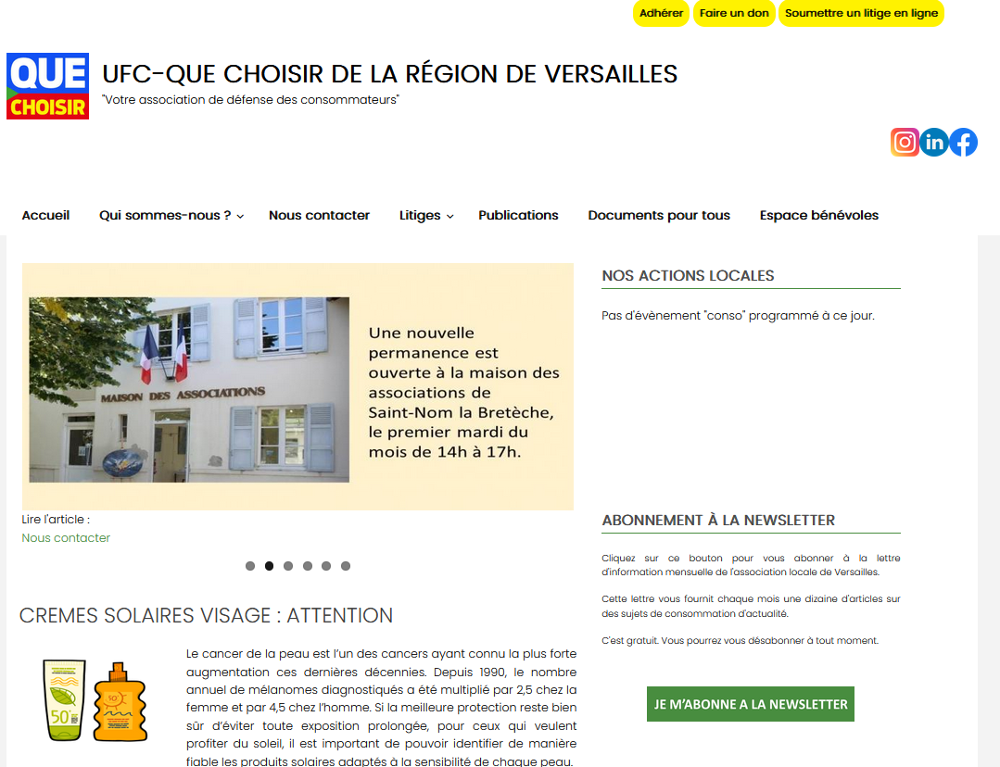 Adhérer Faire un don Soumettre un litige en ligne
QUE
CHOISIR
UFC-QUE CHOISIR DE LA RÉGION DE VERSAILLES
"Votre association de défense des consommateurs"
in
Accueil Qui sommes-nous ? Nous contacter Litiges Publications Documents pour tous Espace bénévoles
MAISON DES ASSOCIATIONS
Une nouvelle
permanence est
ouverte à la maison des
associations de
Saint-Nom la Bretèche,
le premier mardi du
mois de 14h à 17h.
Lire l'article :
Nous contacter
CREMES SOLAIRES VISAGE : ATTENTION
50+
50+
Le cancer de la peau est l’un des cancers ayant connu la plus forte
augmentation ces dernières décennies. Depuis 1990, le nombre
annuel de mélanomes diagnostiqués a été multiplié par 2,5 chez la
femme et par 4,5 chez l’homme. Si la meilleure protection reste bien
sûr d’éviter toute exposition prolongée, pour ceux qui veulent
profiter du soleil, il est important de pouvoir identifier de manière
fiable les produits solaires adaptés à la sensibilité de chaque peau.
NOS ACTIONS LOCALES
Pas d'évènement "conso" programmé à ce jour.
ABONNEMENT À LA NEWSLETTER
Cliquez sur ce bouton pour vous abonner à la lettre
d'information mensuelle de l'association locale de Versailles.
Cette lettre vous fournit chaque mois une dizaine d'articles sur
des sujets de consommation d'actualité.
C'est gratuit. Vous pourrez vous désabonner à tout moment.
JE M’ABONNE A LA NEWSLETTER